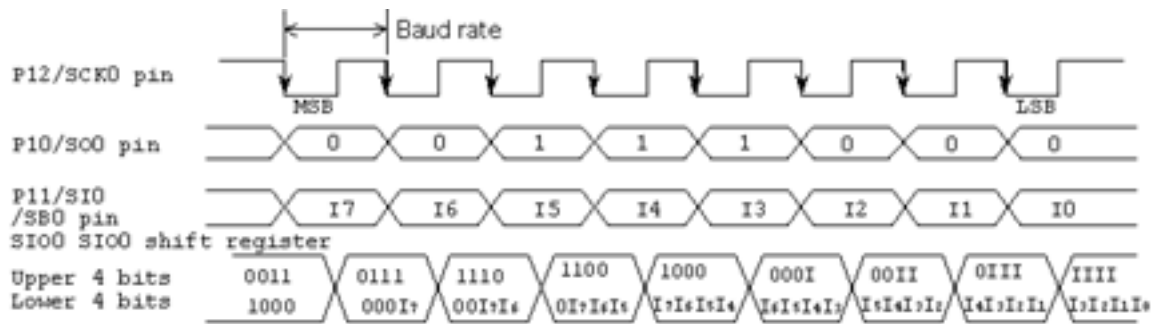 Baud rate
P12/SCK0 pin
MSB LSB
P10/SO0 pin 0 0 1 1 1 0 0 0
P11/SI0
/SB0 pin I7 I6 I5 I4 I3 I2 I1 I0
SIO0 SIO0 shift register
Upper 4 bits 0011 0111 1110 1100 1000 000I 00II 0III IIII
Lower 4 bits 1000 000I7 00I7I6 0I7I6I5 I7I6I5I4 I6I5I4I3 I5I4I3I2 I4I3I2I1 I3I2I1I0